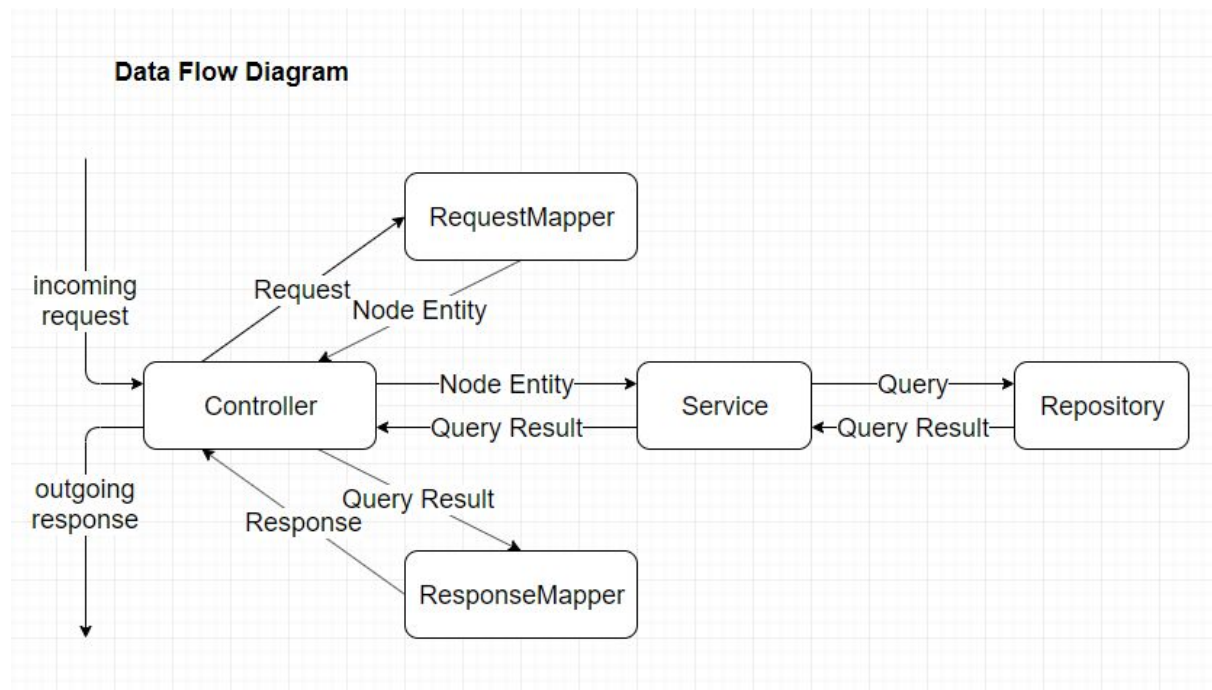 Data Flow Diagram
RequestMapper
incoming
request
Request
Node Entity
Controller
Node Entity
Service
Query
Repository
Query Result
Query Result
outgoing
response
Query Result
Response
ResponseMapper